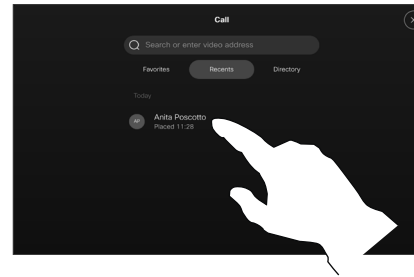 Call
Search or enter video address
Favorites Recents Directory
Today
AP
Anita Poscotto
Placed 11:28